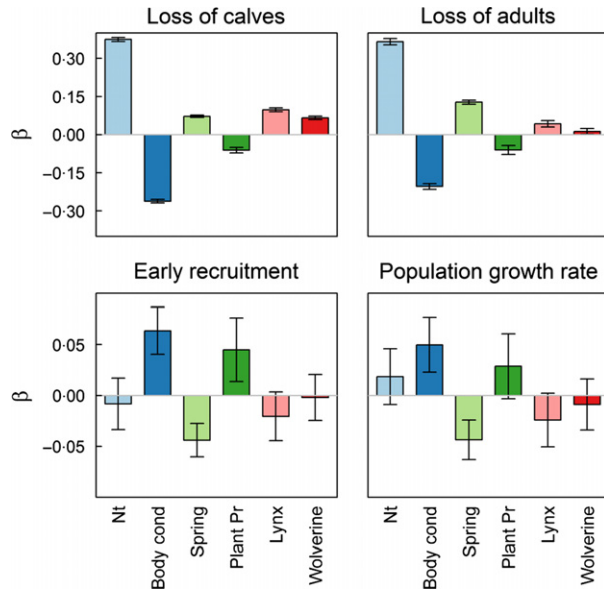 Loss of calves
Loss of adults
β
0·30
0·15
0·00
−0·15
−0·30
Early recruitment
Population growth rate
β
0·05
0·00
−0·05
Nt
Body cond
Spring
Plant Pr
Lynx
Wolverine
Nt
Body cond
Spring
Plant Pr
Lynx
Wolverine